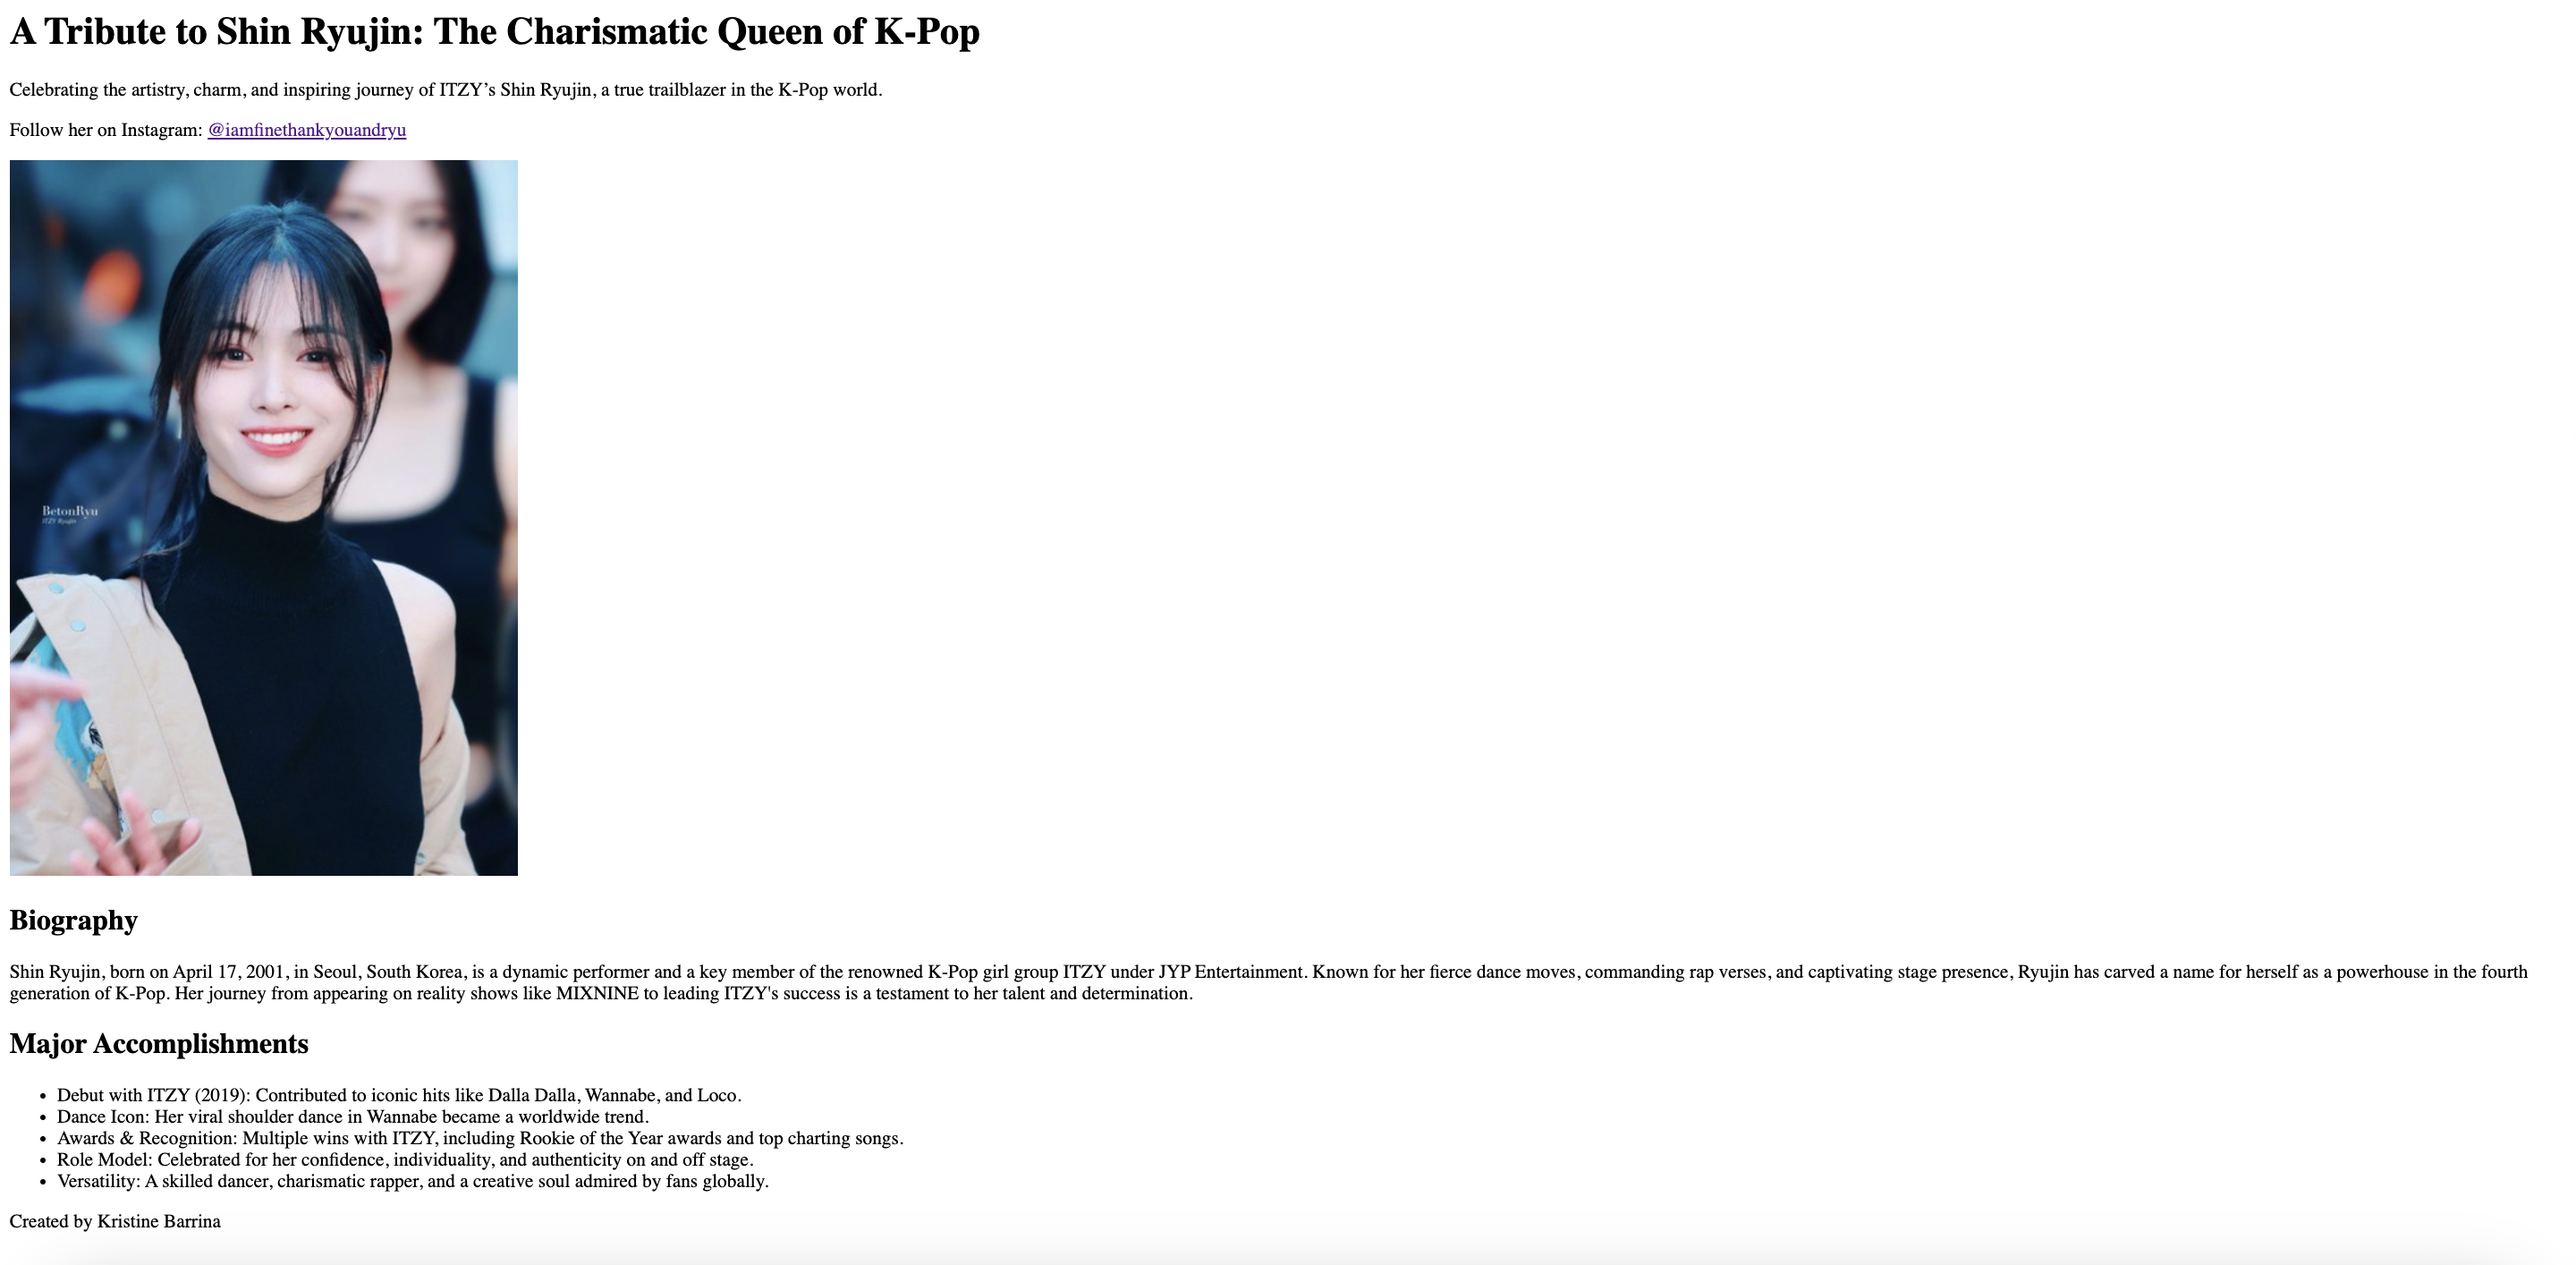 A Tribute to Shin Ryujin: The Charismatic Queen of K-Pop
Celebrating the artistry, charm, and inspiring journey of ITZY’s Shin Ryujin, a true trailblazer in the K-Pop world.
Follow her on Instagram: @iamfinethankyouandryu
BetonRyu
ITZY Ryujin
Biography
Shin Ryujin, born on April 17, 2001, in Seoul, South Korea, is a dynamic performer and a key member of the renowned K-Pop girl group ITZY under JYP Entertainment. Known for her fierce dance moves, commanding rap verses, and captivating stage presence, Ryujin has carved a name for herself as a powerhouse in the fourth
generation of K-Pop. Her journey from appearing on reality shows like MIXNINE to leading ITZY's success is a testament to her talent and determination.
Major Accomplishments
• Debut with ITZY (2019): Contributed to iconic hits like Dalla Dalla, Wannabe, and Loco.
• Dance Icon: Her viral shoulder dance in Wannabe became a worldwide trend.
• Awards & Recognition: Multiple wins with ITZY, including Rookie of the Year awards and top charting songs.
• Role Model: Celebrated for her confidence, individuality, and authenticity on and off stage.
• Versatility: A skilled dancer, charismatic rapper, and a creative soul admired by fans globally.
Created by Kristine Barrina